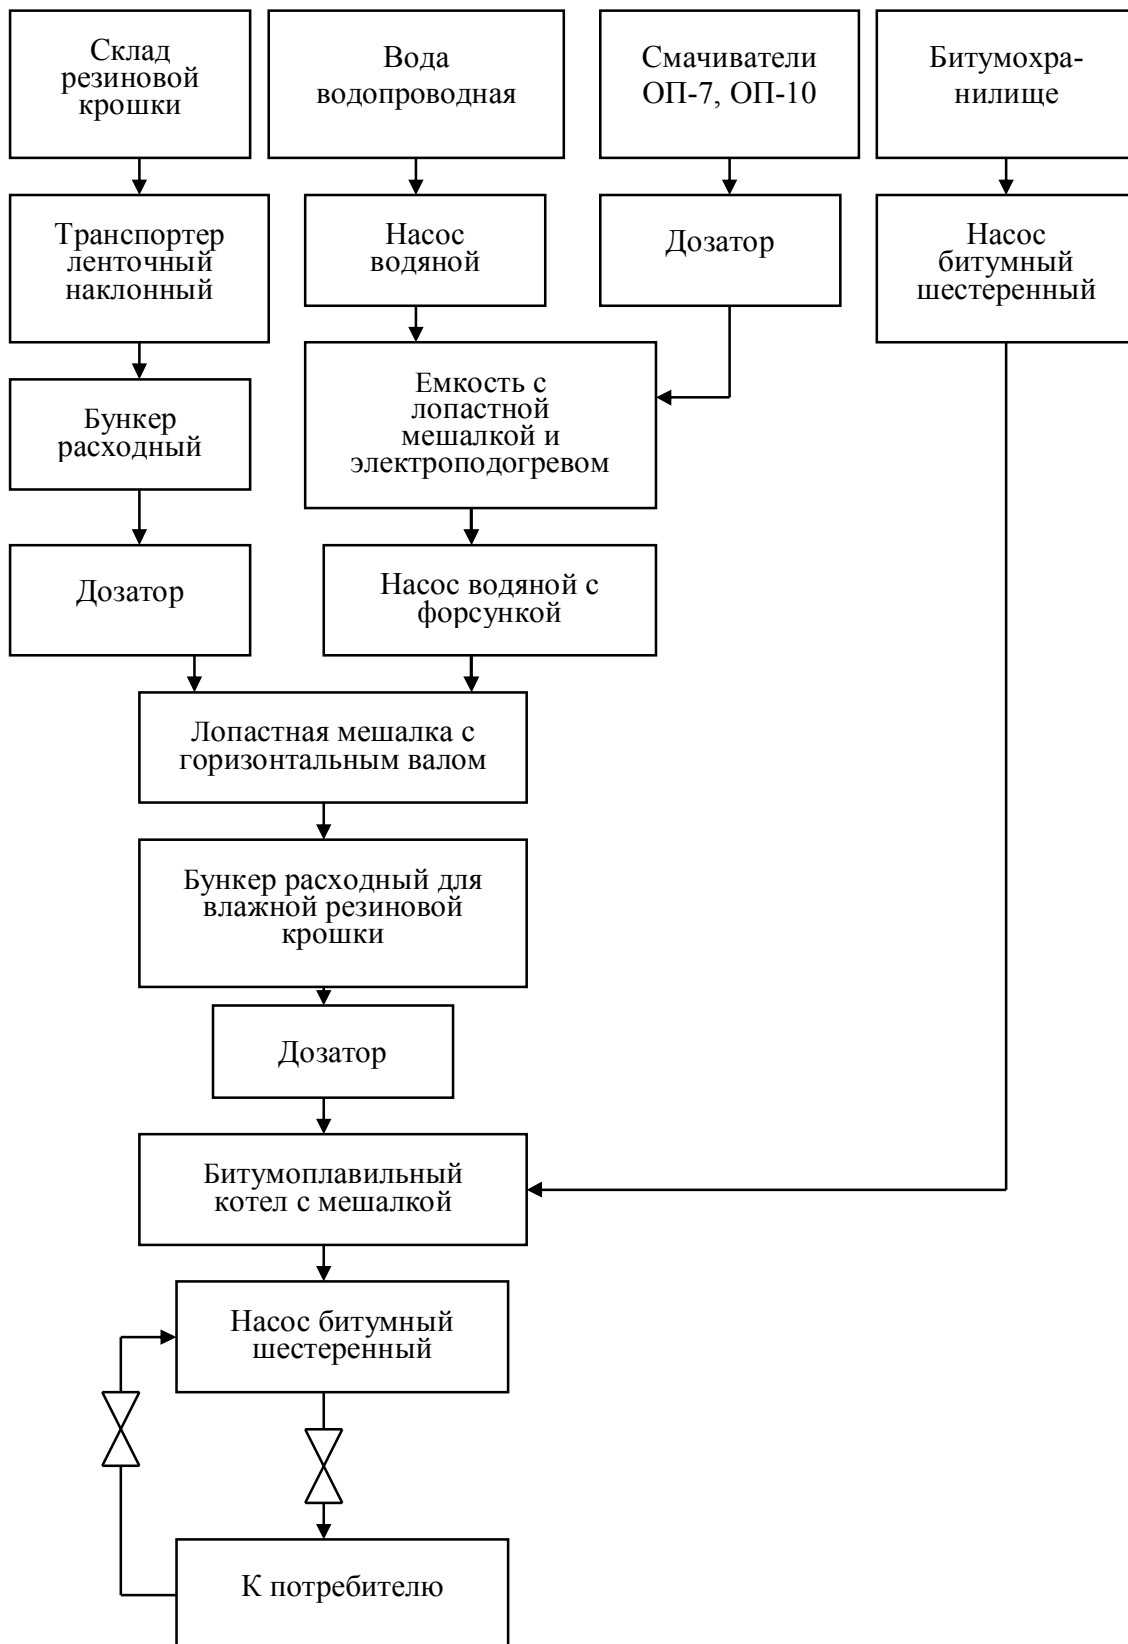 Склад
резиновой
крошки
Вода
водопроводная
Смачиватели
ОП-7, ОП-10
Битумохра-
нилище
Транспортер
ленточный
наклонный
Насос
водяной
Дозатор
Насос
битумный
шестеренный
Бункер
расходный
Емкость с
лопастной
мешалкой и
электроподогревом
Дозатор
Насос водяной с
форсункой
Лопастная мешалка с
горизонтальным валом
Бункер расходный для
влажной резиновой
крошки
Дозатор
Битумоплавильный
котел с мешалкой
Насос битумный
шестеренный
К потребителю